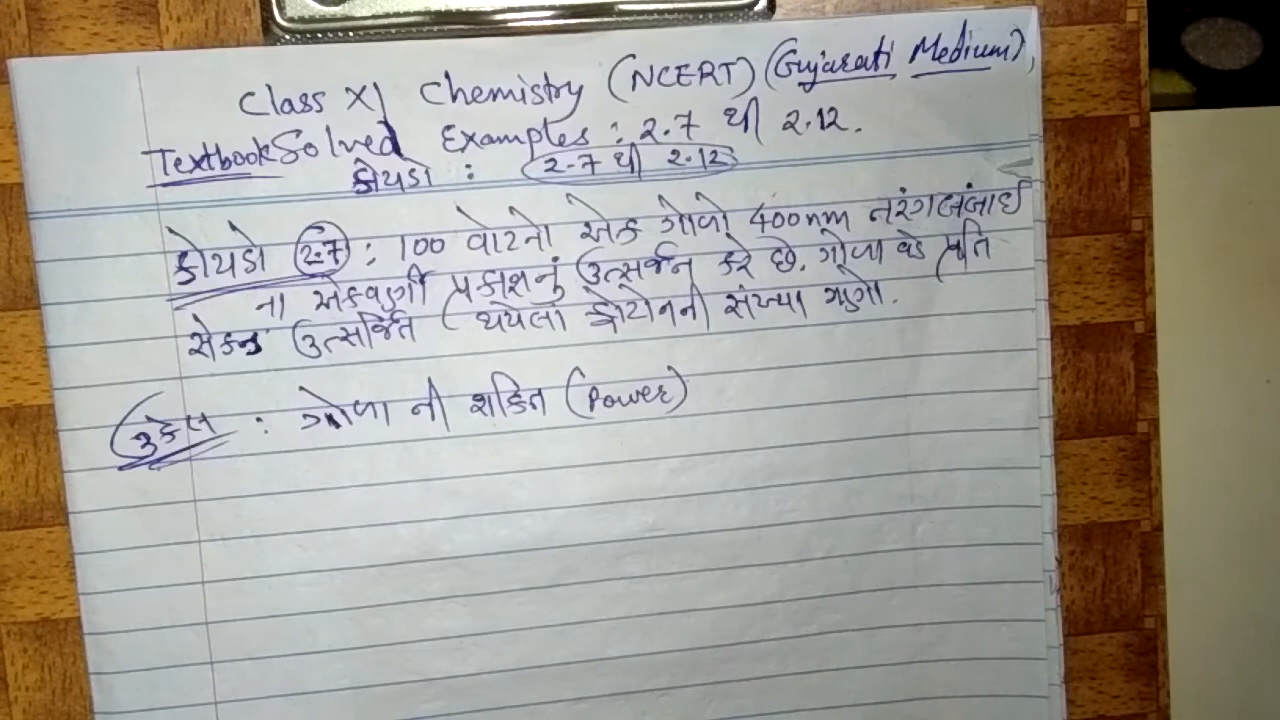 Class XI Chemistry (NCERT) (Gujarati Medium),
Textbook Solved Examples : 2.7 થી 2.12.
કોયડો : 2.7 થી 2.12
કોયડો 2.7 : 100 વોટનો એક ગોળો 400nm તરંગલંબાઈ
ના એકવર્ણી પ્રકાશનું ઉત્સર્જન કરે છે. ગોળા વડે પ્રતિ
સેકન્ડ ઉત્સર્જિત થયેલા ફોટોનની સંખ્યા ગણો.
ઉકેલ : ગોળા ની શક્તિ (Power)